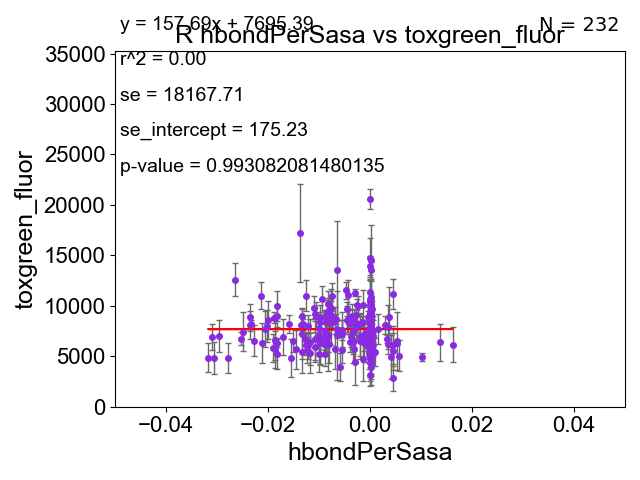 y = 157.69x + 7695.39
N = 232
R hbondPerSasa vs toxgreen_fluor
r^2 = 0.00
se = 18167.71
se_intercept = 175.23
p-value = 0.993082081480135
35000
30000
25000
20000
15000
10000
5000
0
toxgreen_fluor
−0.04 −0.02 0.00 0.02 0.04
hbondPerSasa